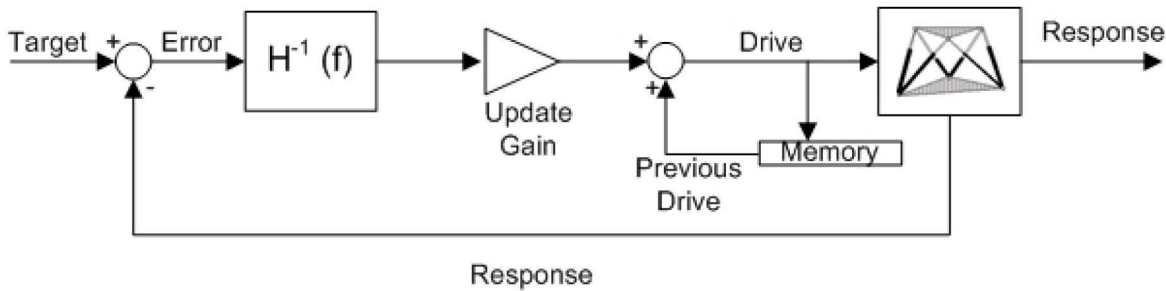 Target
+
-
Error
H⁻¹ (f)
Update
Gain
+
+
Drive
Memory
Previous
Drive
Response
Response